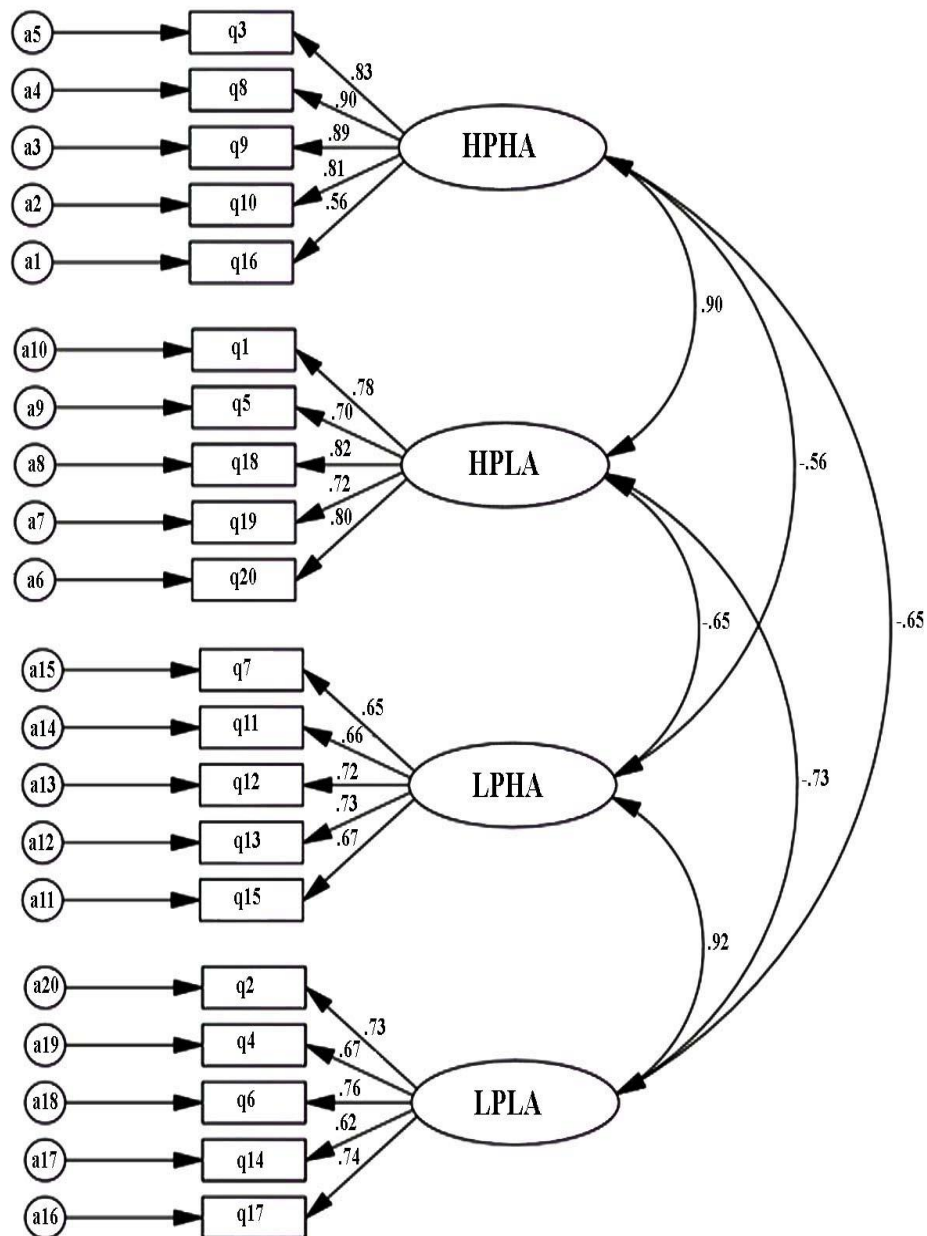 a5 q3
.83
a4 q8
.90
a3 q9 .89 HPHA
.81
a2 q10
.56
a1 q16
.90
a10 q1
.78
a9 q5
.70
a8 q18 .82 HPLA -.56
.72
a7 q19
.80
a6 q20
-.65 -.65
a15 q7
.65
a14 q11
.66
a13 q12 .72 LPHA -.73
.73
a12 q13
.67
a11 q15
.92
a20 q2
.73
a19 q4
.67
a18 q6 .76 LPLA
.62
a17 q14
.74
a16 q17